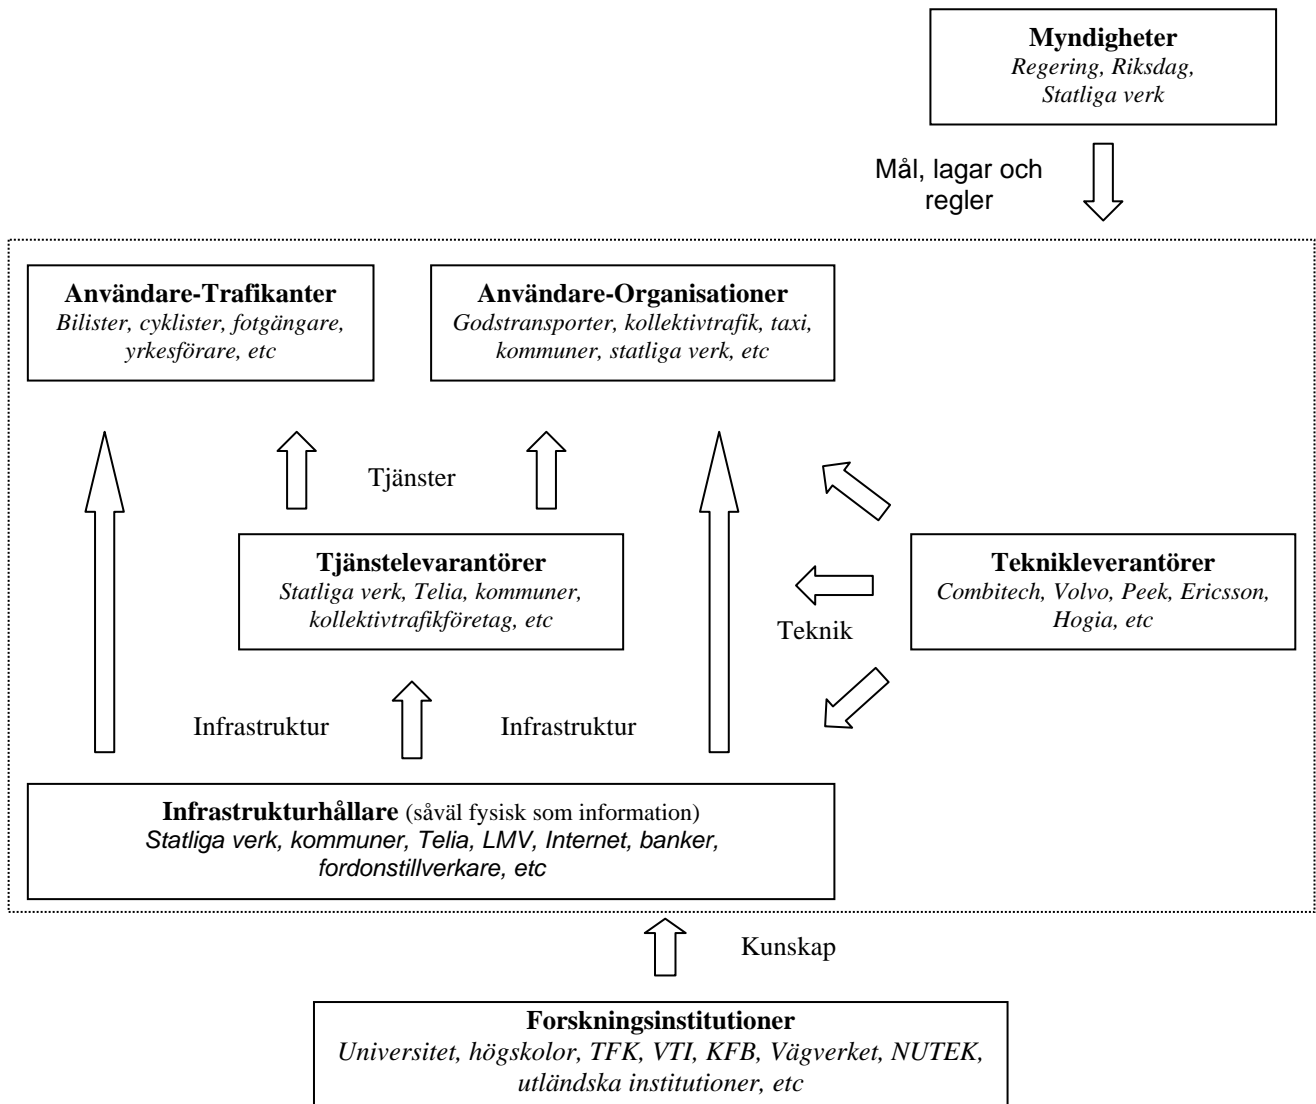 Myndigheter
Regering, Riksdag,
Statliga verk
Mål, lagar och
regler
Användare-Trafikanter
Bilister, cyklister, fotgängare,
yrkesförare, etc
Användare-Organisationer
Godstransporter, kollektivtrafik, taxi,
kommuner, statliga verk, etc
Tjänster
Tjänstelevarantörer
Statliga verk, Telia, kommuner,
kollektivtrafikföretag, etc
Teknikleverantörer
Combitech, Volvo, Peek, Ericsson,
Hogia, etc
Teknik
Infrastruktur
Infrastruktur
Infrastrukturhållare (såväl fysisk som information)
Statliga verk, kommuner, Telia, LMV, Internet, banker,
fordonstillverkare, etc
Kunskap
Forskningsinstitutioner
Universitet, högskolor, TFK, VTI, KFB, Vägverket, NUTEK,
utländska institutioner, etc